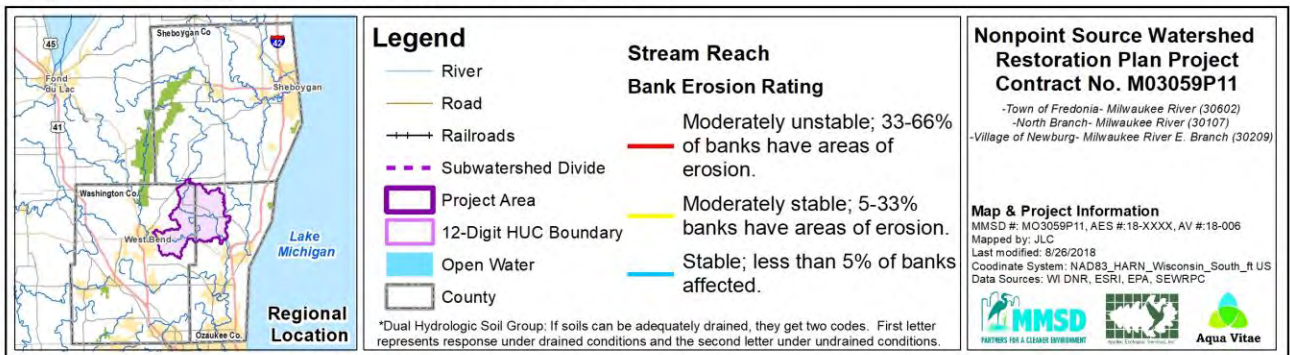 Sheboygan Co
45
42
Fond
du Lac
Sheboygan
41
Washington Co.
West Bend
Lake
Michigan
Ozaukee Co.
Regional
Location
Legend
River
Road
Railroads
Subwatershed Divide
Project Area
12-Digit HUC Boundary
Open Water
County
Stream Reach
Bank Erosion Rating
Moderately unstable; 33-66%
of banks have areas of
erosion.
Moderately stable; 5-33%
banks have areas of erosion.
Stable; less than 5% of banks
affected.
*Dual Hydrologic Soil Group: If soils can be adequately drained, they get two codes. First letter
represents response under drained conditions and the second letter under undrained conditions.
Nonpoint Source Watershed
Restoration Plan Project
Contract No. M03059P11
-Town of Fredonia- Milwaukee River (30602)
-North Branch- Milwaukee River (30107)
-Village of Newburg- Milwaukee River E. Branch (30209)
Map & Project Information
MMSD #: MO3059P11, AES #:18-XXXX, AV #:18-006
Mapped by: JLC
Last modified: 8/26/2018
Coodinate System: NAD83_HARN_Wisconsin_South_ft US
Data Sources: WI DNR, ESRI, EPA, SEWRPC
MMSD
PARTNERS FOR A CLEANER ENVIRONMENT
Applied Ecological Services, Inc.
Aqua Vitae